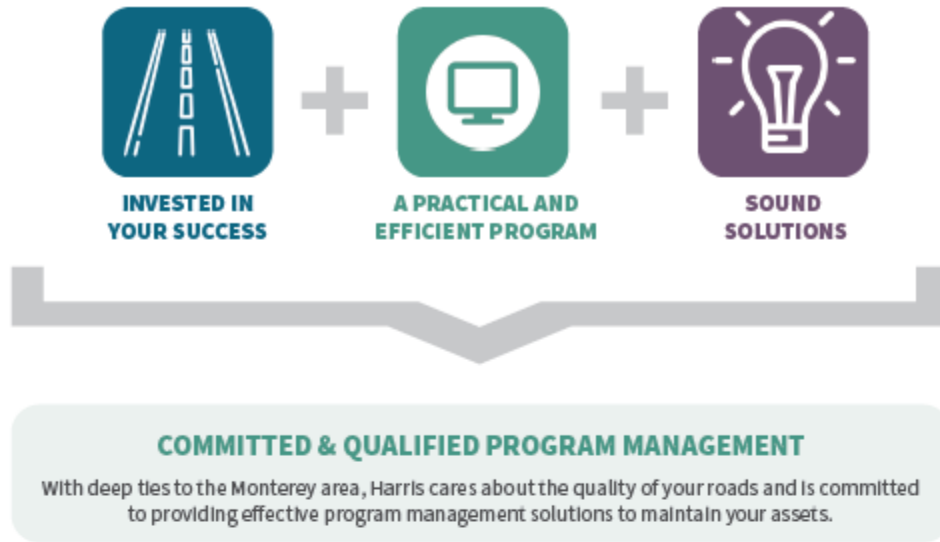 INVESTED IN
YOUR SUCCESS
A PRACTICAL AND
EFFICIENT PROGRAM
SOUND
SOLUTIONS
COMMITTED & QUALIFIED PROGRAM MANAGEMENT
With deep ties to the Monterey area, Harris cares about the quality of your roads and is committed
to providing effective program management solutions to maintain your assets.